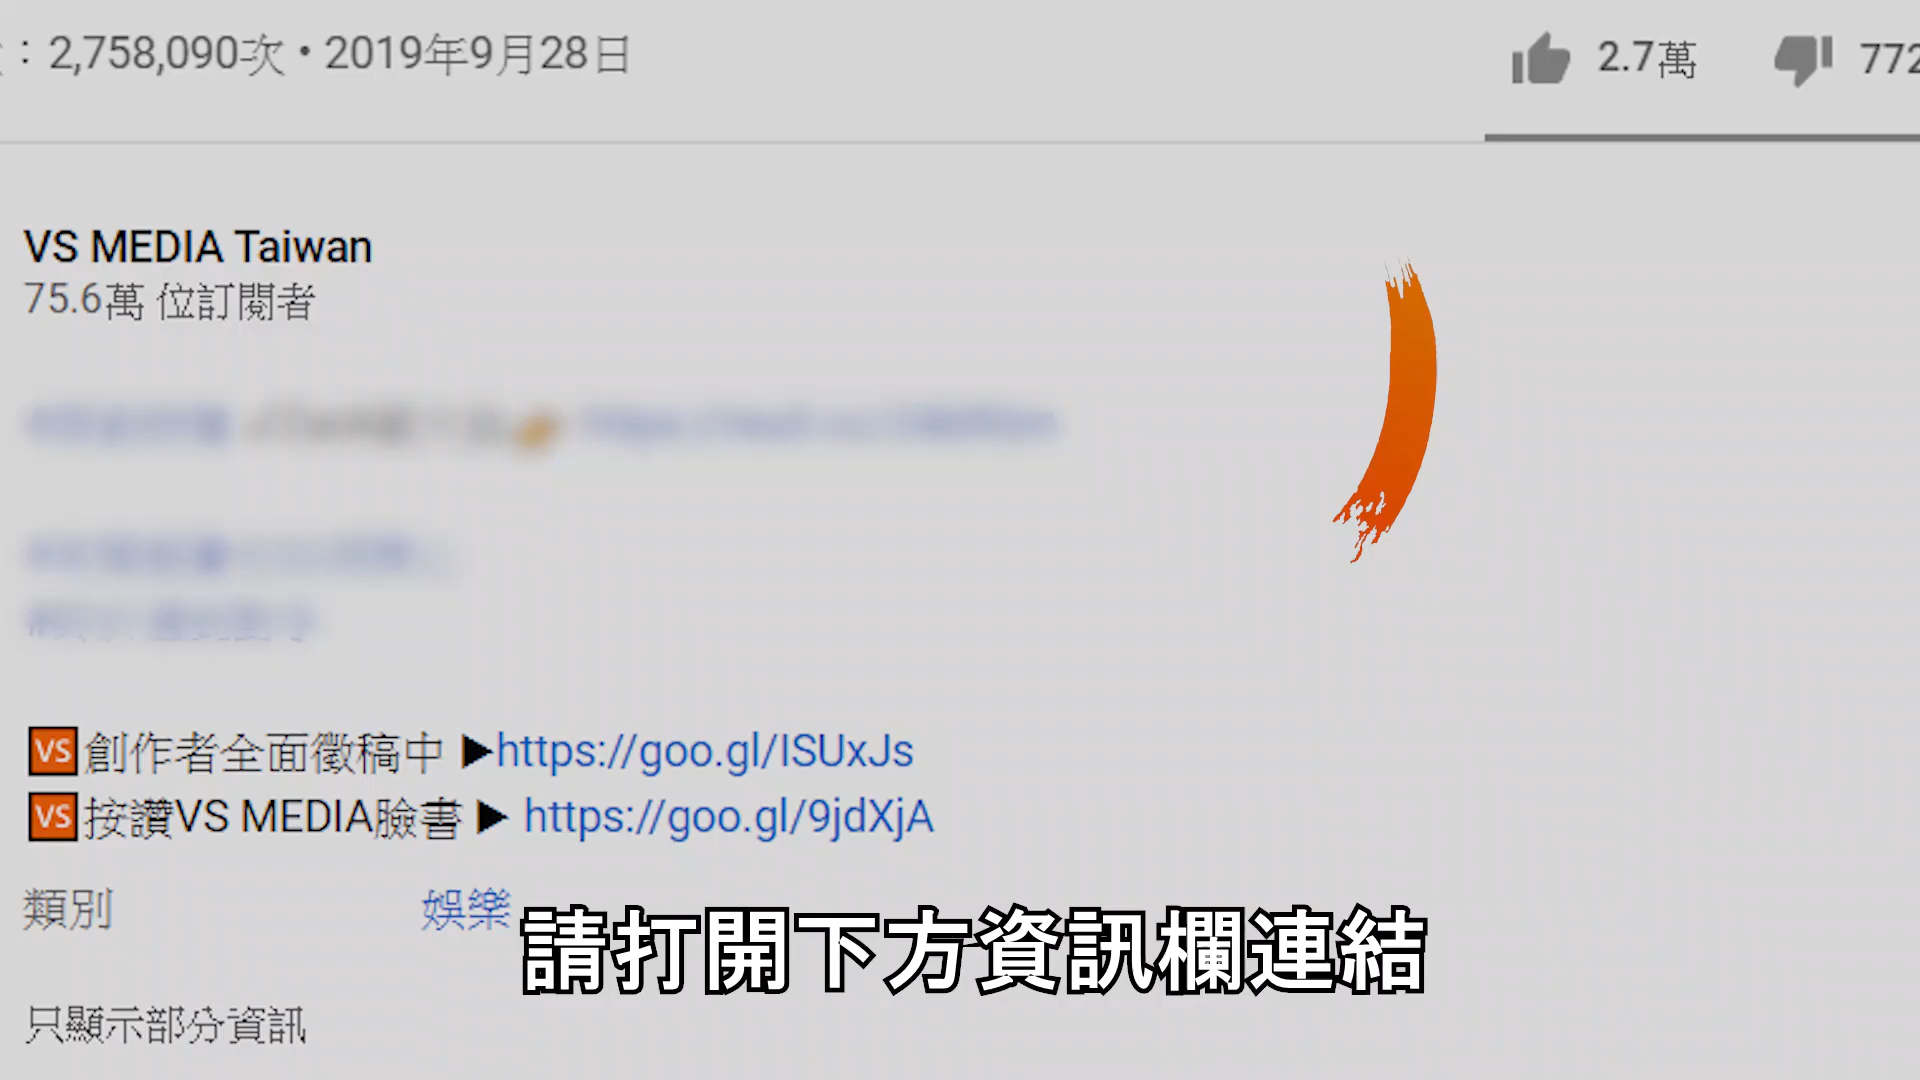 ：2,758,090次 • 2019年9月28日
2.7萬
772
VS MEDIA Taiwan
75.6萬 位訂閱者
VS 創作者全面徵稿中 ▶https://goo.gl/ISUxJs
VS 按讚VS MEDIA臉書 ▶ https://goo.gl/9jdXjA
類別 娛樂
請打開下方資訊欄連結
只顯示部分資訊